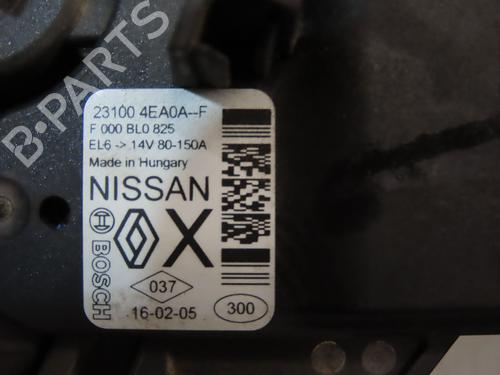 B-PARTS
23100 4EA0A--F
F 000 BL0 825
EL6 -> 14V 80-150A
Made in Hungary
NISSAN
X
BOSCH
037
16-02-05
300